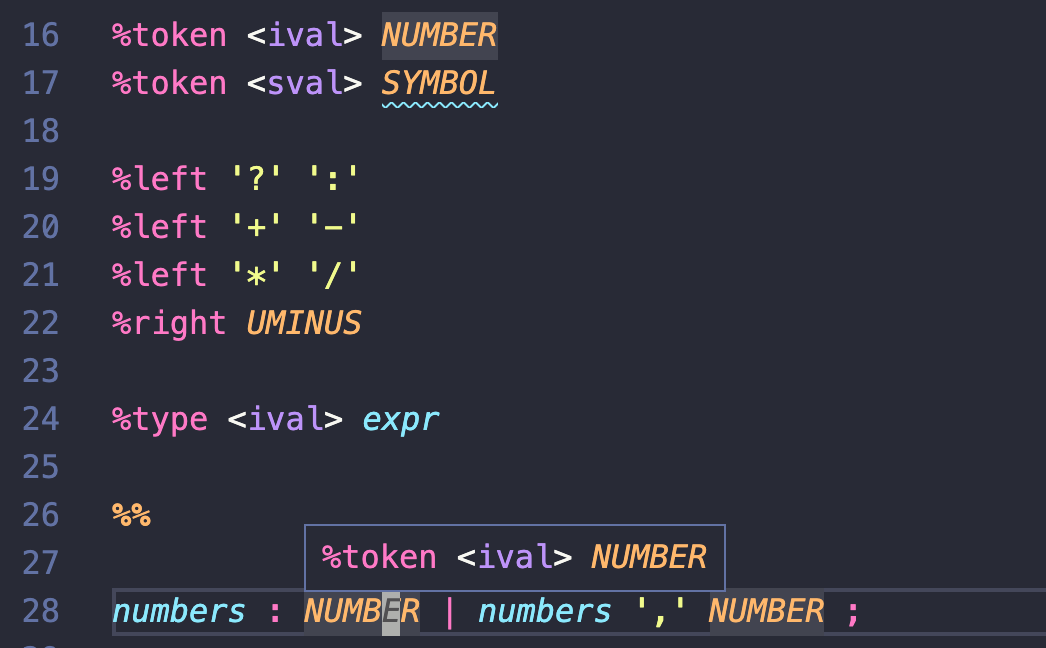 16 %token <ival> NUMBER
17 %token <sval> SYMBOL
18
19 %left '?' ':'
20 %left '+' '-'
21 %left '*' '/'
22 %right UMINUS
23
24 %type <ival> expr
25
26 %%
27
%token <ival> NUMBER
28 numbers : NUMBER | numbers ',' NUMBER ;